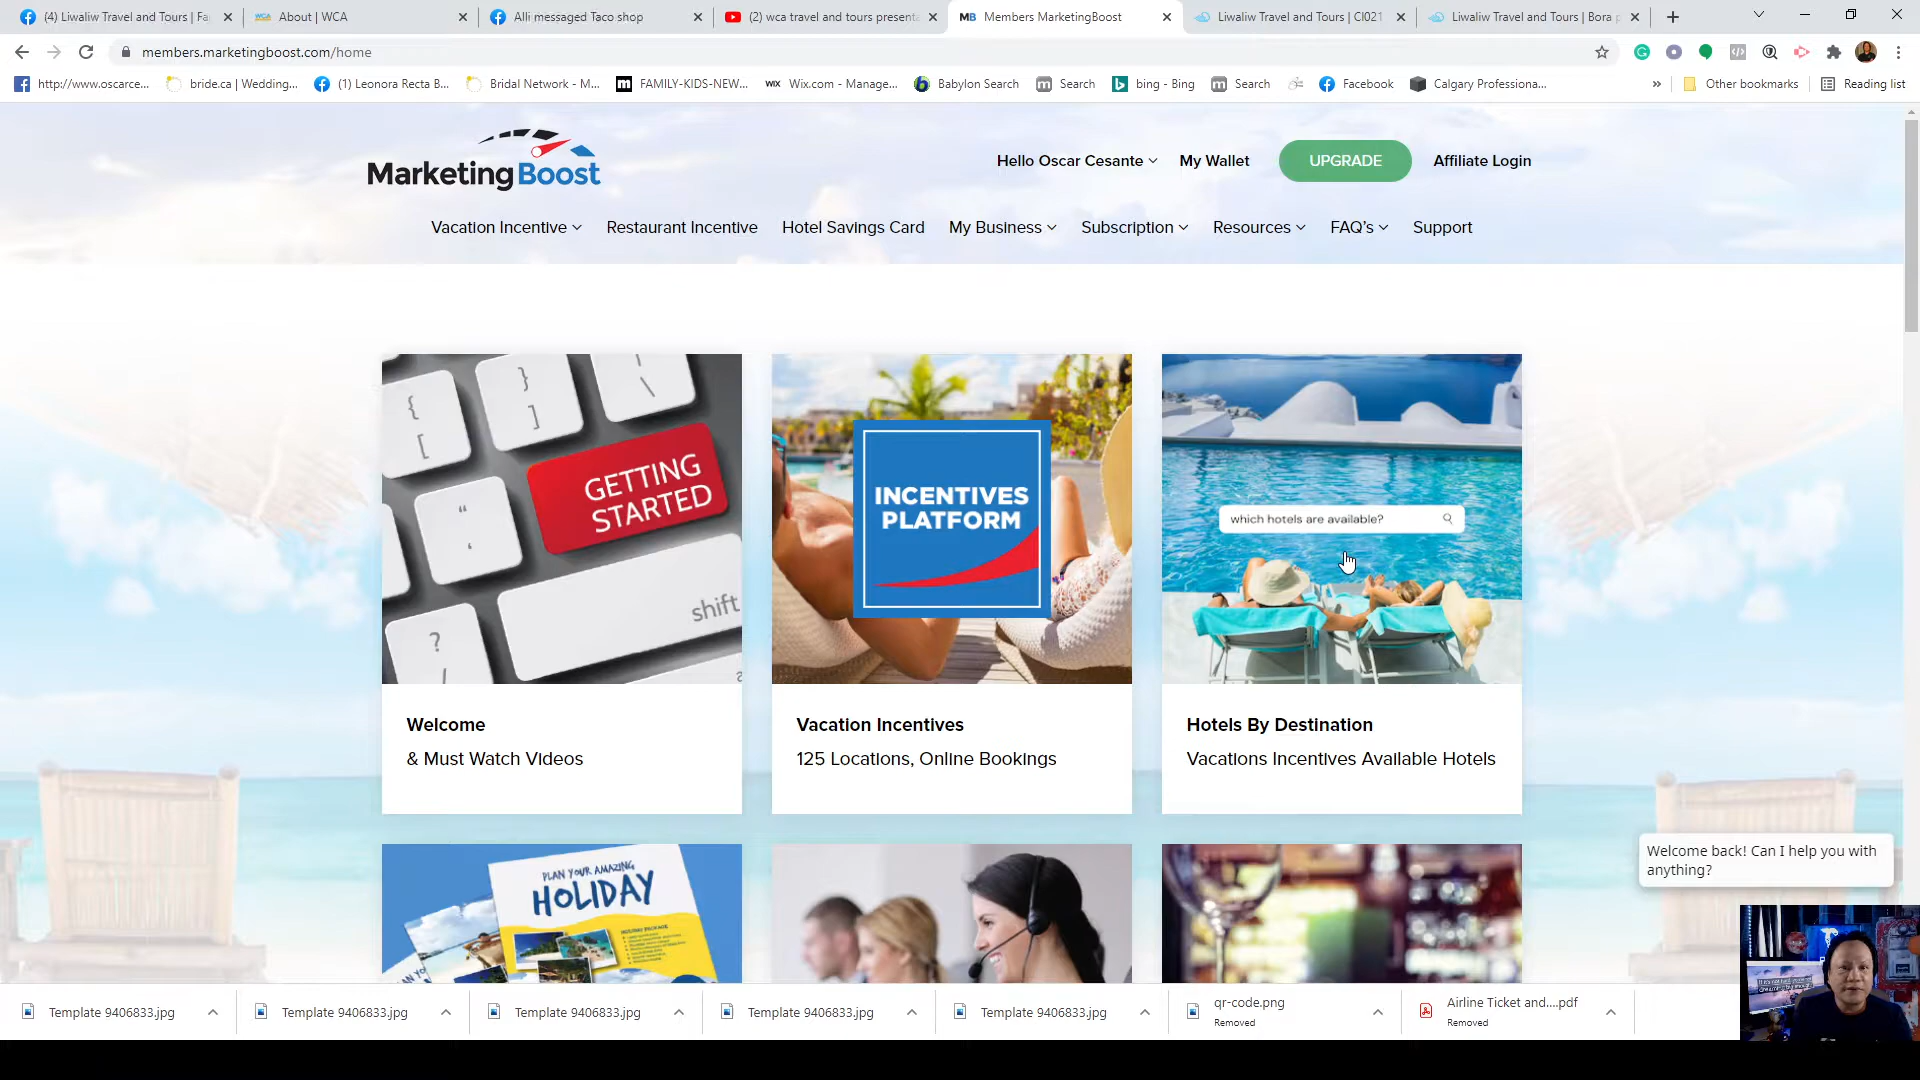 (4) Liwaliw Travel and Tours | Fa
About | WCA
Alli messaged Taco shop
(2) wca travel and tours presenta
MB Members MarketingBoost
Liwaliw Travel and Tours | CI021
Liwaliw Travel and Tours | Bora p
members.marketingboost.com/home
http://www.oscarce...
bride.ca | Wedding...
(1) Leonora Recta B...
Bridal Network - M...
FAMILY-KIDS-NEW...
WIX Wix.com - Manage...
Babylon Search
Search
bing - Bing
Search
Facebook
Calgary Professiona...
»
Other bookmarks
Reading list
MarketingBoost
Hello Oscar Cesante
My Wallet
UPGRADE
Affiliate Login
Vacation Incentive
Restaurant Incentive
Hotel Savings Card
My Business
Subscription
Resources
FAQ's
Support
GETTING
STARTED
shift
INCENTIVES
PLATFORM
which hotels are available?
Welcome
& Must Watch Videos
Vacation Incentives
125 Locations, Online Bookings
Hotels By Destination
Vacations Incentives Available Hotels
PLAN YOUR AMAZING
HOLIDAY
HOLIDAY PACKAGE
Welcome back! Can I help you with
anything?
Template 9406833.jpg
Template 9406833.jpg
Template 9406833.jpg
Template 9406833.jpg
Template 9406833.jpg
qr-code.png
Removed
Airline Ticket and....pdf
Removed